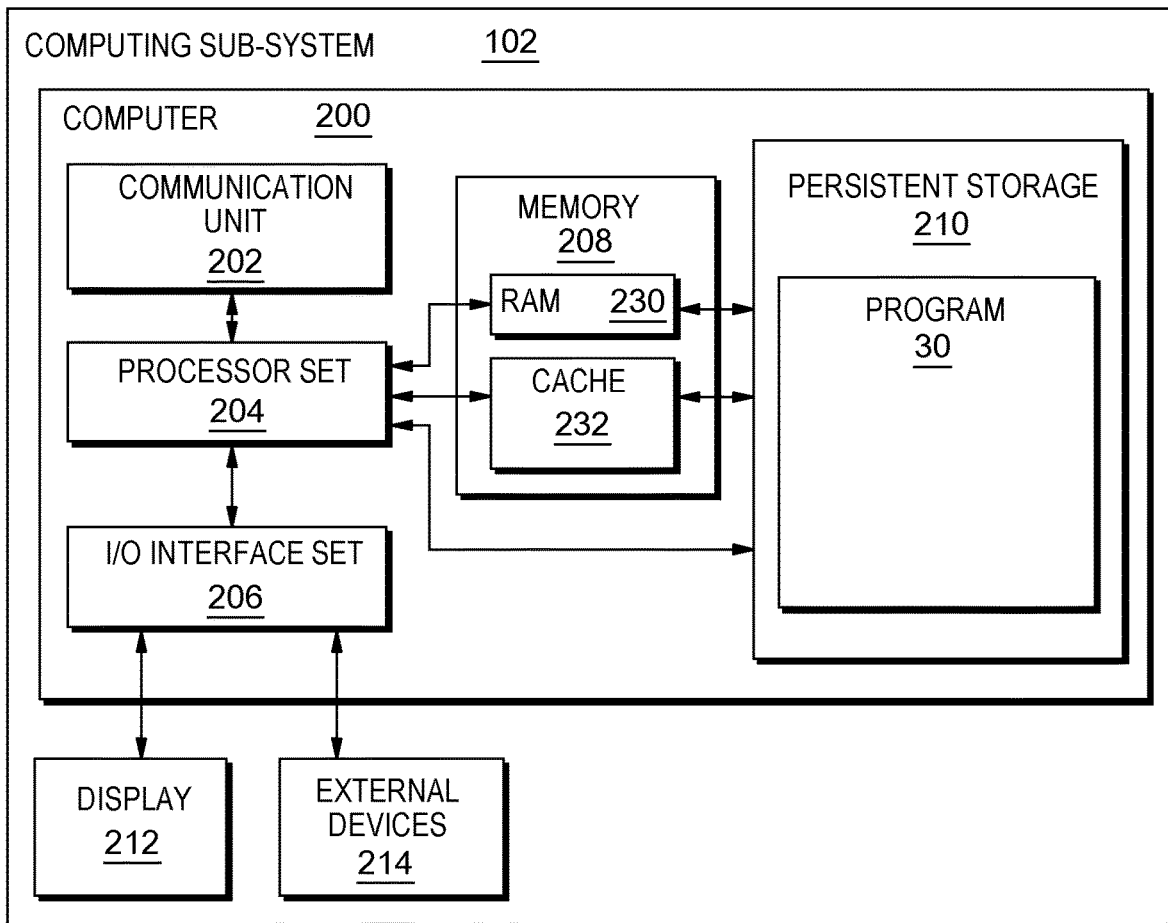 COMPUTING SUB-SYSTEM 102
COMPUTER 200
COMMUNICATION
UNIT
202
PROCESSOR SET
204
I/O INTERFACE SET
206
MEMORY
208
RAM 230
CACHE
232
PERSISTENT STORAGE
210
PROGRAM
30
DISPLAY
212
EXTERNAL
DEVICES
214